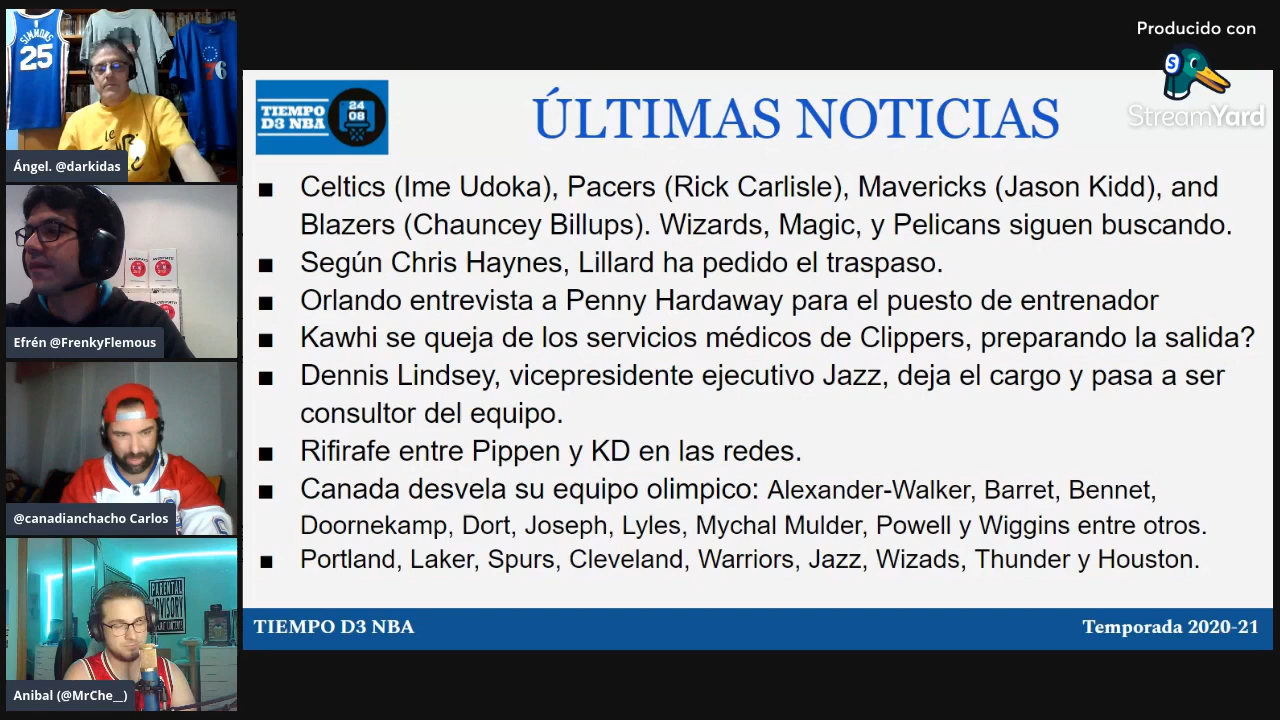 SIMMONS
25
76
Ángel. @darkidas
Efrén @FrenkyFlemous
@canadianchacho Carlos
PARENTAL
ADVISORY
Anibal (@MrChe__)
Producido con
S
StreamYard
TIEMPO
D3 NBA
24
08
ÚLTIMAS NOTICIAS
■ Celtics (Ime Udoka), Pacers (Rick Carlisle), Mavericks (Jason Kidd), and
Blazers (Chauncey Billups). Wizards, Magic, y Pelicans siguen buscando.
■ Según Chris Haynes, Lillard ha pedido el traspaso.
■ Orlando entrevista a Penny Hardaway para el puesto de entrenador
■ Kawhi se queja de los servicios médicos de Clippers, preparando la salida?
■ Dennis Lindsey, vicepresidente ejecutivo Jazz, deja el cargo y pasa a ser
consultor del equipo.
■ Rifirafe entre Pippen y KD en las redes.
■ Canada desvela su equipo olimpico: Alexander-Walker, Barret, Bennet,
Doornekamp, Dort, Joseph, Lyles, Mychal Mulder, Powell y Wiggins entre otros.
■ Portland, Laker, Spurs, Cleveland, Warriors, Jazz, Wizads, Thunder y Houston.
TIEMPO D3 NBA
Temporada 2020-21